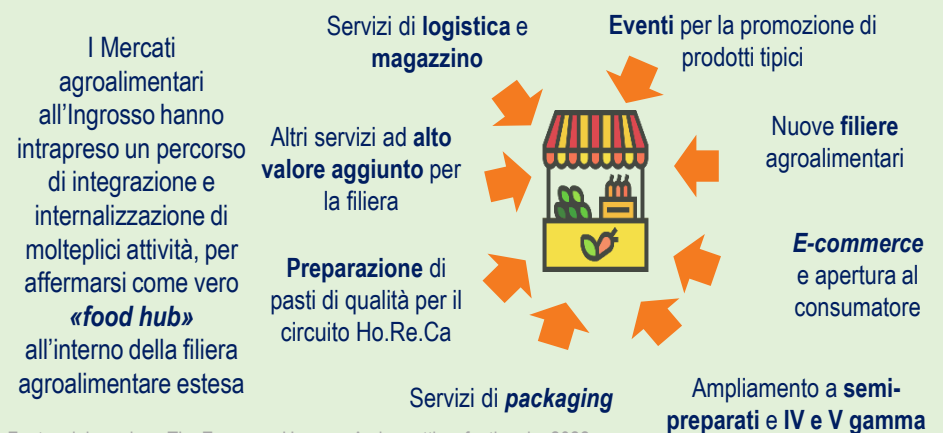 I Mercati
agroalimentari
all'Ingrosso hanno
intrapreso un percorso
di integrazione e
internalizzazione di
molteplici attività, per
affermarsi come vero
«food hub»
all'interno della filiera
agroalimentare estesa
Servizi di logistica e
magazzino
Eventi per la promozione di
prodotti tipici
Altri servizi ad alto
valore aggiunto per
la filiera
Nuove filiere
agroalimentari
Preparazione di
pasti di qualità per il
circuito Ho.Re.Ca
E-commerce
e apertura al
consumatore
Servizi di packaging
Ampliamento a semi-
preparati e IV e V gamma